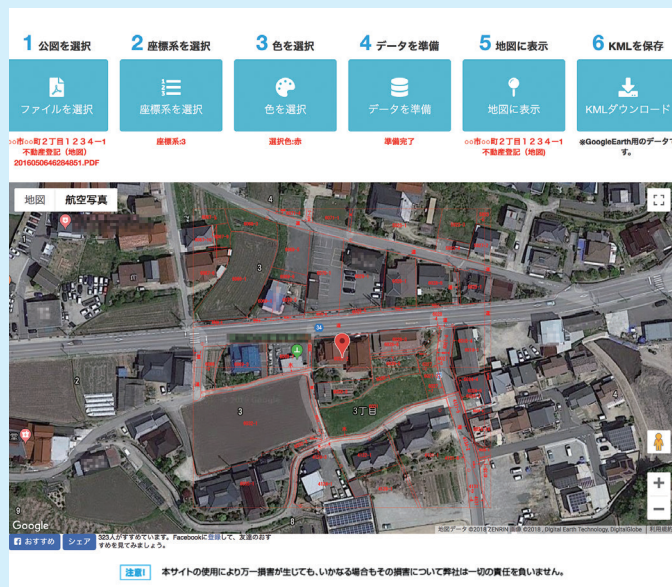 1 公図を選択
2 座標系を選択
3 色を選択
4 データを準備
5 地図に表示
6 KMLを保存
ファイルを選択
座標系を選択
色を選択
データを準備
地図に表示
KMLダウンロード
○○市○○町2丁目1234ー1
不動産登記（地図）
2016050646284851.PDF
座標系:3
選択色:赤
準備完了
○○市○○町2丁目1234ー1
不動産登記（地図）
※GoogleEarth用のデータで
す。
地図
航空写真
4
1
3
34
2
3
3丁目
4
9
8
Google
地図データ ©2018 ZENRIN 画像 ©2018 , Digital Earth Technology, DigitalGlobe
利用規約
おすすめ
シェア
323人がすすめています。Facebookに登録して、友達のおす
すめを見てみましょう。
注意!
本サイトの使用により万一損害が生じても、いかなる場合もその損害について弊社は一切の責任を負いません。